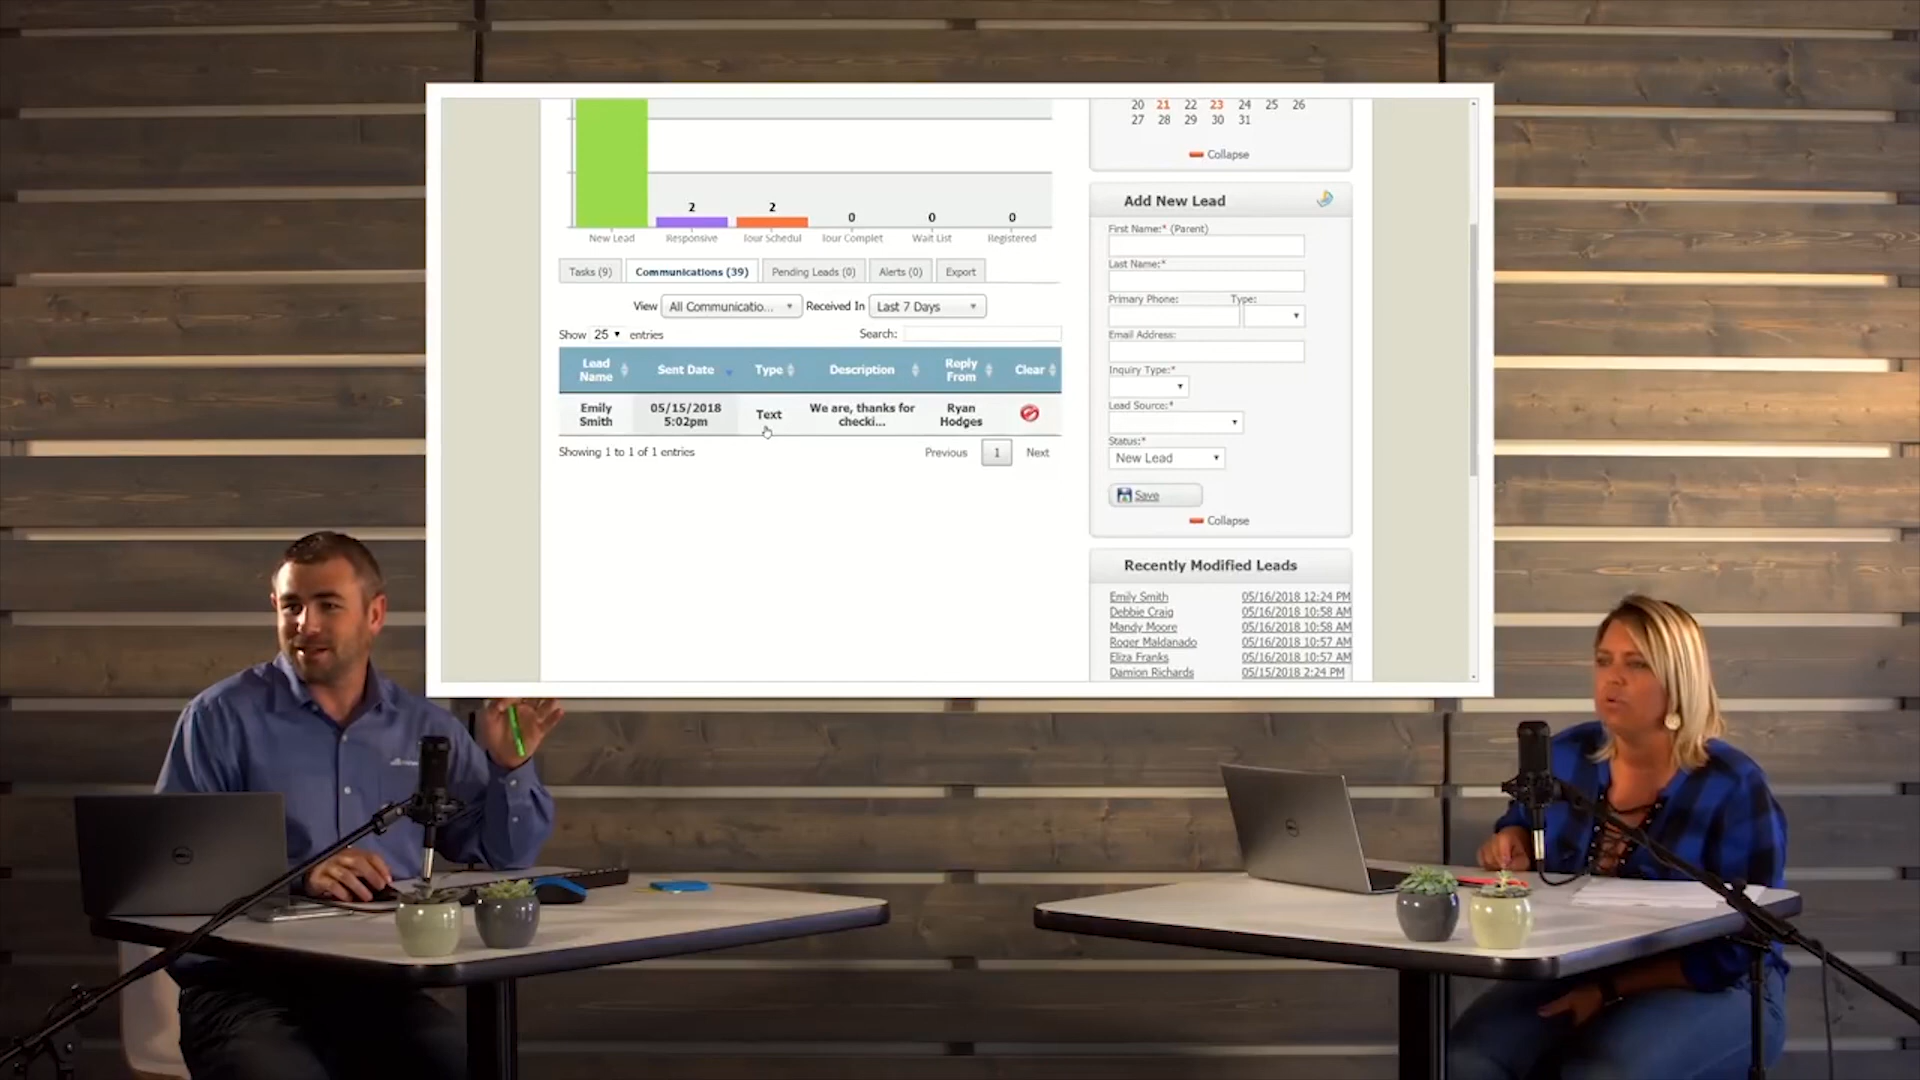 20 21 22 23 24 25 26
27 28 29 30 31
Collapse
2 2 0 0 0
New Lead Responsive Tour Schedul Tour Complet Wait List Registered
Tasks (9) Communications (39) Pending Leads (0) Alerts (0) Export
View All Communicatio... Received In Last 7 Days
Show 25 entries Search:
Lead Name Sent Date Type Description Reply From Clear
Emily Smith 05/15/2018 5:02pm Text We are, thanks for checki... Ryan Hodges
Showing 1 to 1 of 1 entries Previous 1 Next
Add New Lead
First Name:* (Parent)
Last Name:*
Primary Phone: Type:
Email Address:
Inquiry Type:*
Lead Source:*
Status:*
New Lead
Save
Collapse
Recently Modified Leads
Emily Smith 05/16/2018 12:24 PM
Debbie Craig 05/16/2018 10:58 AM
Mandy Moore 05/16/2018 10:58 AM
Roger Maldanado 05/16/2018 10:57 AM
Eliza Franks 05/16/2018 10:57 AM
Damion Richards 05/15/2018 2:24 PM
DELL
DELL